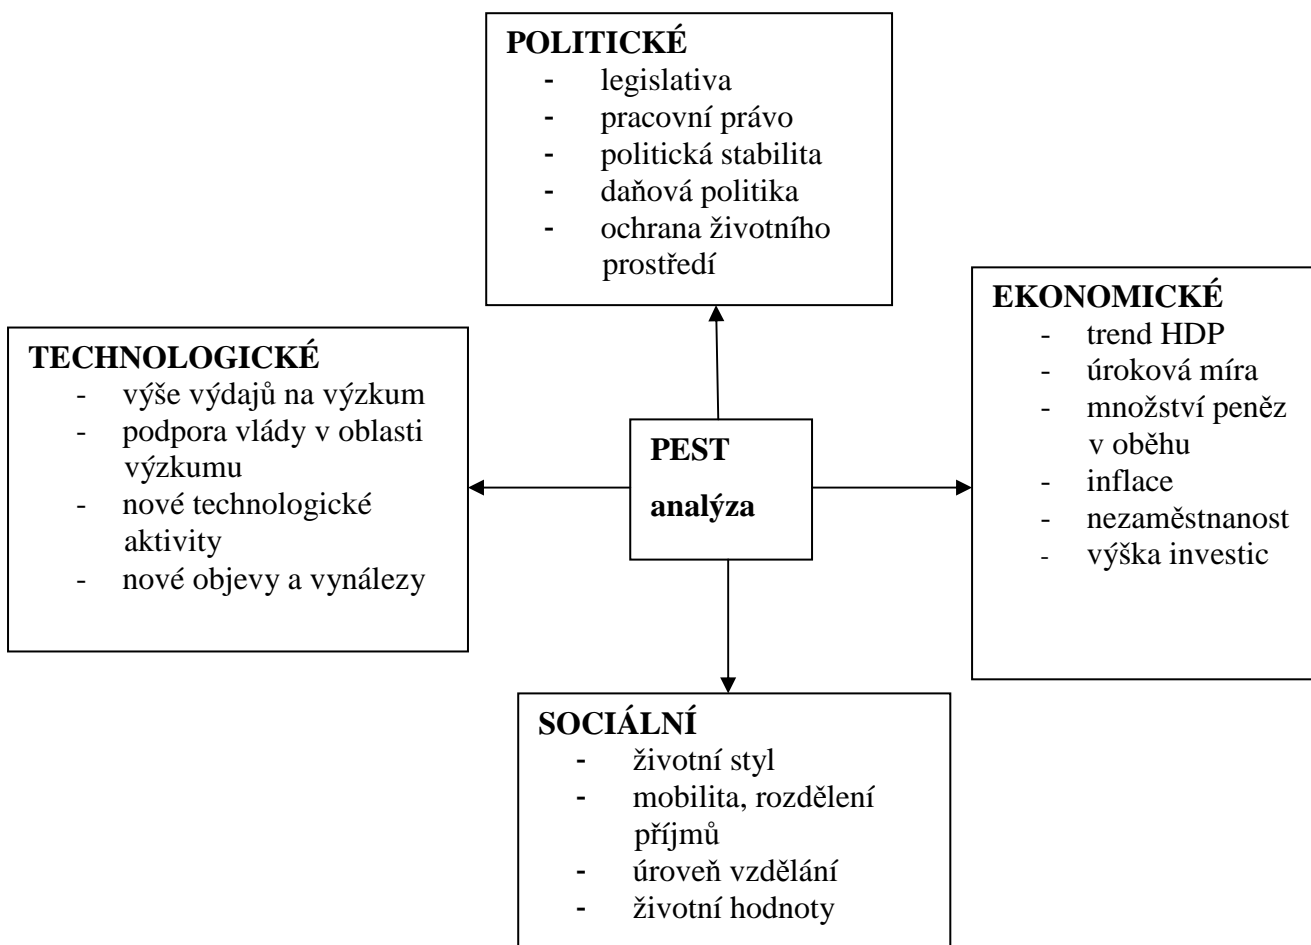 POLITICKÉ
- legislativa
- pracovní právo
- politická stabilita
- daňová politika
- ochrana životního
prostředí
TECHNOLOGICKÉ
- výše výdajů na výzkum
- podpora vlády v oblasti
výzkumu
- nové technologické
aktivity
- nové objevy a vynálezy
PEST
analýza
EKONOMICKÉ
- trend HDP
- úroková míra
- množství peněz
v oběhu
- inflace
- nezaměstnanost
- výška investic
SOCIÁLNÍ
- životní styl
- mobilita, rozdělení
příjmů
- úroveň vzdělání
- životní hodnoty